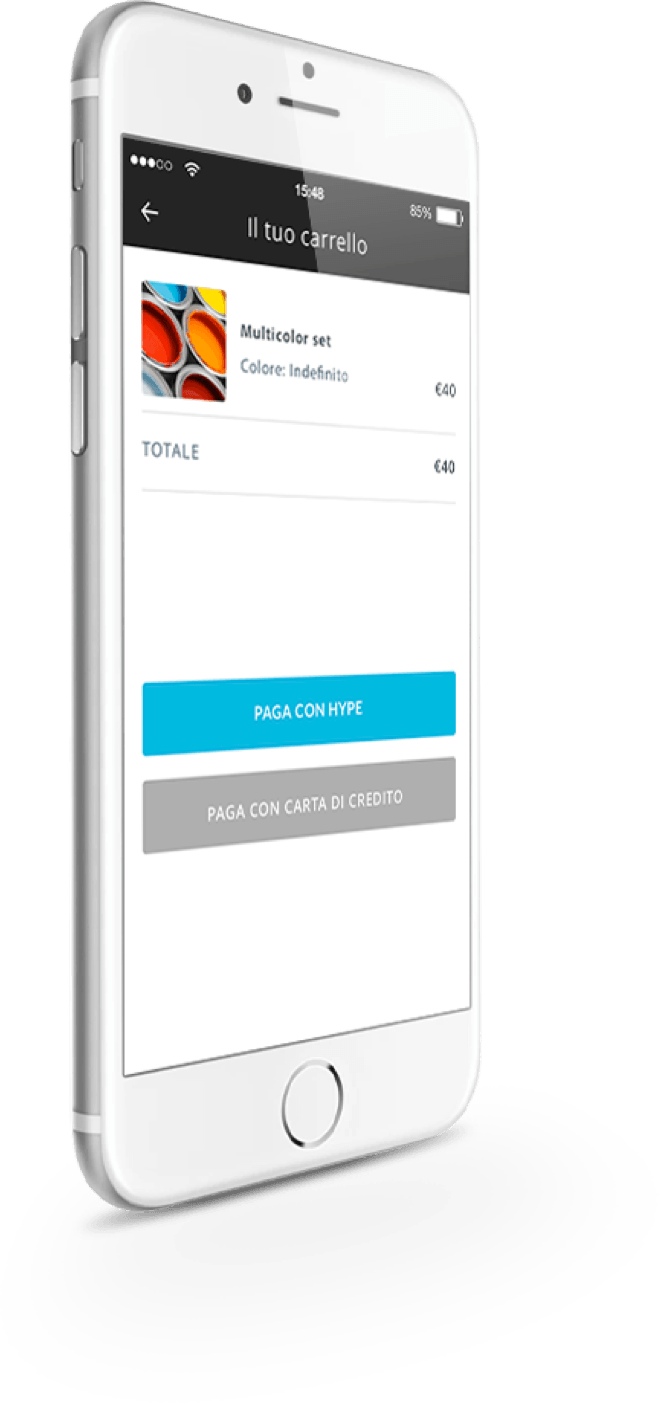 15:48
85%
Il tuo carrello
Multicolor set
Colore: Indefinito
€40
TOTALE
€40
PAGA CON HYPE
PAGA CON CARTA DI CREDITO